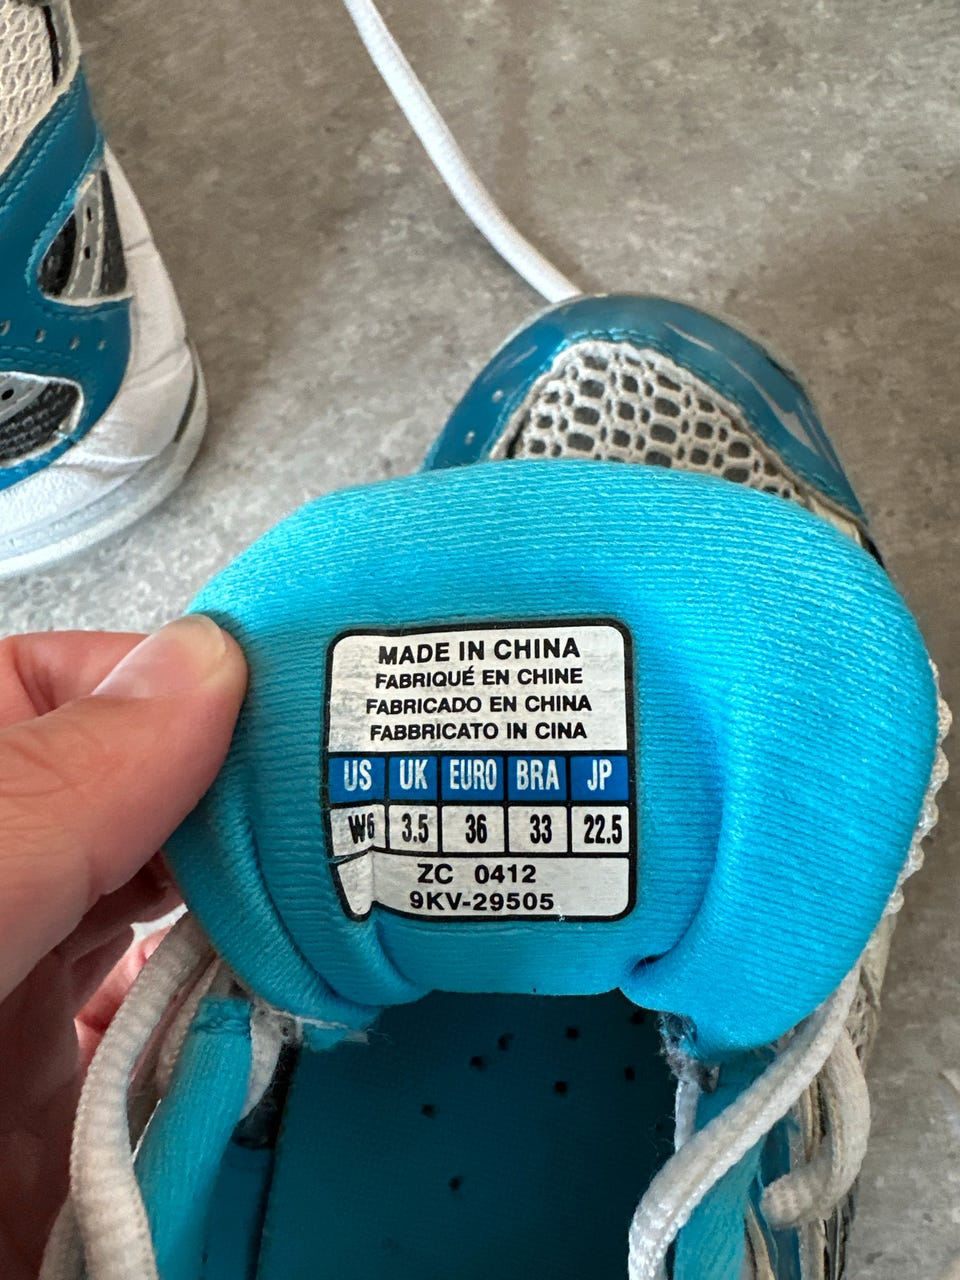 MADE IN CHINA
FABRIQUÉ EN CHINE
FABRICADO EN CHINA
FABBRICATO IN CINA
US UK EURO BRA JP
W6 3.5 36 33 22.5
ZC 0412
9KV-29505